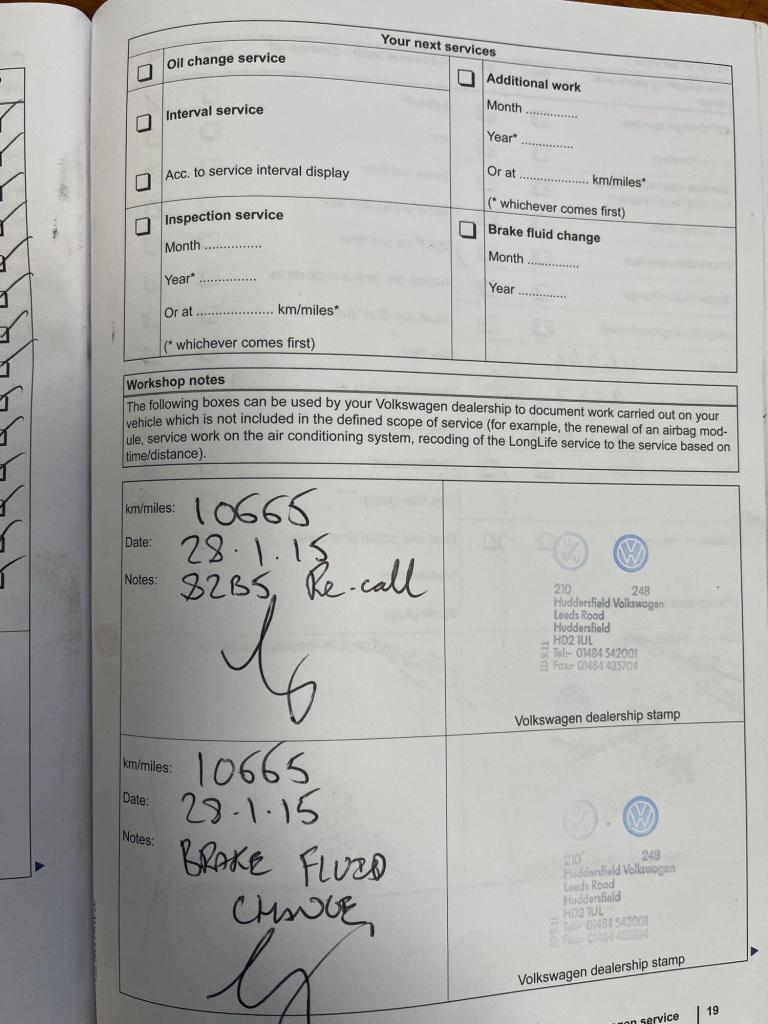 Your next services
Oil change service
Interval service
Acc. to service interval display
Inspection service
Month ..............
Year* ..............
Or at ................... km/miles*
(* whichever comes first)
Additional work
Month .............
Year* .............
Or at ................. km/miles*
(* whichever comes first)
Brake fluid change
Month .............
Year ............
Workshop notes
The following boxes can be used by your Volkswagen dealership to document work carried out on your
vehicle which is not included in the defined scope of service (for example, the renewal of an airbag mod-
ule, service work on the air conditioning system, recoding of the LongLife service to the service based on
time/distance).
km/miles: 10665
Date: 28.1.15
Notes: 82B5 Re-call
210 248
Huddersfield Volkswagen
Leeds Road
Huddersfield
HD2 1UL
Tel:- 01484 542001
Fax:- 01484 435704
Volkswagen dealership stamp
km/miles: 10665
Date: 28.1.15
Notes: BRAKE FLUID
CHANGE
210 248
Huddersfield Volkswagen
Leeds Road
Huddersfield
HD2 1UL
Tel:- 01484 542001
Fax:- 01484 435704
Volkswagen dealership stamp
service 19